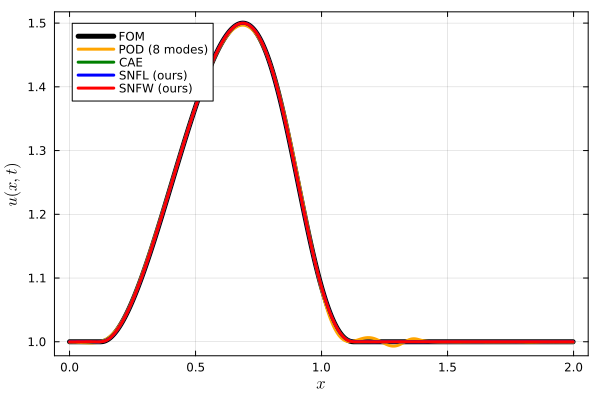 1.5
1.4
1.3
1.2
1.1
1.0
u(x, t)
FOM
POD (8 modes)
CAE
SNFL (ours)
SNFW (ours)
0.0 0.5 1.0 1.5 2.0
x